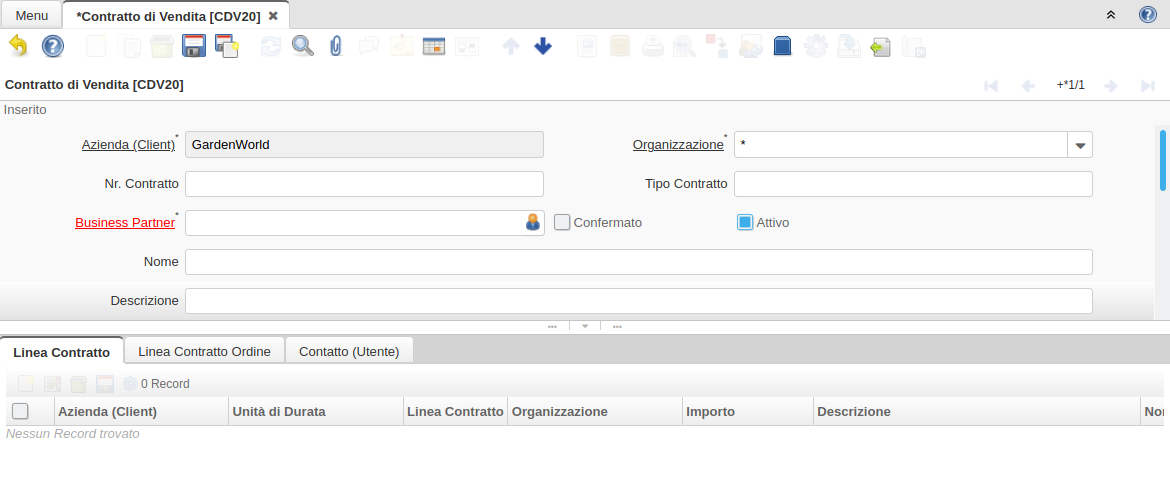 Menu
*Contratto di Vendita [CDV20]
Contratto di Vendita [CDV20]
+*1/1
Inserito
Azienda (Client)*
GardenWorld
Organizzazione*
*
Nr. Contratto
Tipo Contratto
Business Partner*
Confermato
Attivo
Nome
Descrizione
Linea Contratto
Linea Contratto Ordine
Contatto (Utente)
0 Record
Azienda (Client)
Unità di Durata
Linea Contratto
Organizzazione
Importo
Descrizione
Nessun Record trovato